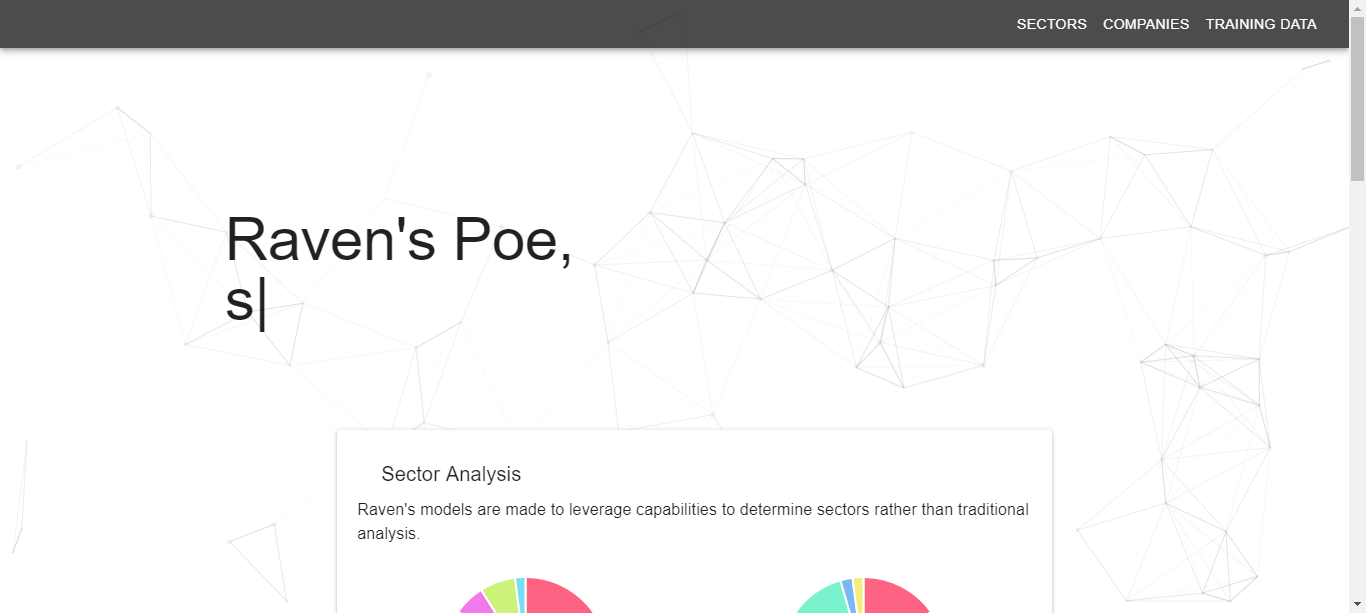 SECTORS COMPANIES TRAINING DATA
Raven's Poe,
s|
Sector Analysis
Raven's models are made to leverage capabilities to determine sectors rather than traditional
analysis.